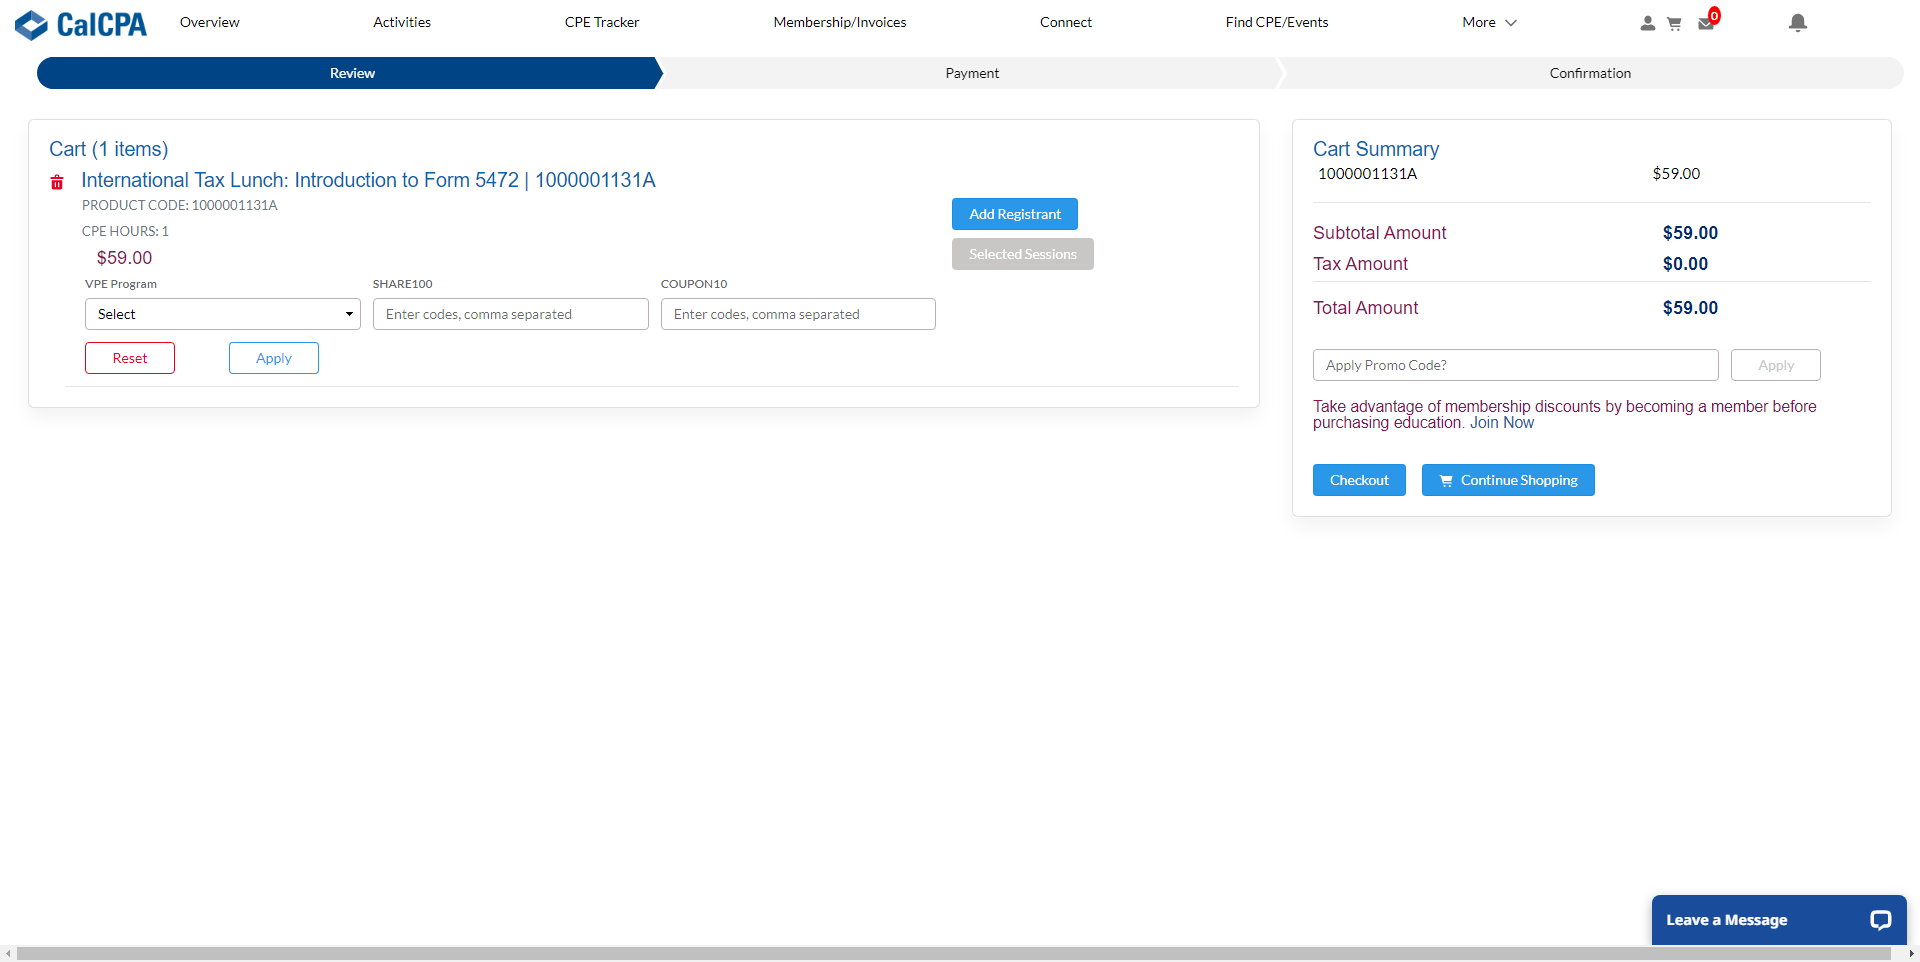 CalCPA
Overview
Activities
CPE Tracker
Membership/Invoices
Connect
Find CPE/Events
More
0
Review
Payment
Confirmation
Cart (1 items)
International Tax Lunch: Introduction to Form 5472 | 1000001131A
PRODUCT CODE: 1000001131A
CPE HOURS: 1
$59.00
Add Registrant
Selected Sessions
VPE Program
SHARE100
COUPON10
Select
Enter codes, comma separated
Enter codes, comma separated
Reset
Apply
Cart Summary
1000001131A $59.00
Subtotal Amount $59.00
Tax Amount $0.00
Total Amount $59.00
Apply Promo Code?
Apply
Take advantage of membership discounts by becoming a member before
purchasing education. Join Now
Checkout
Continue Shopping
Leave a Message